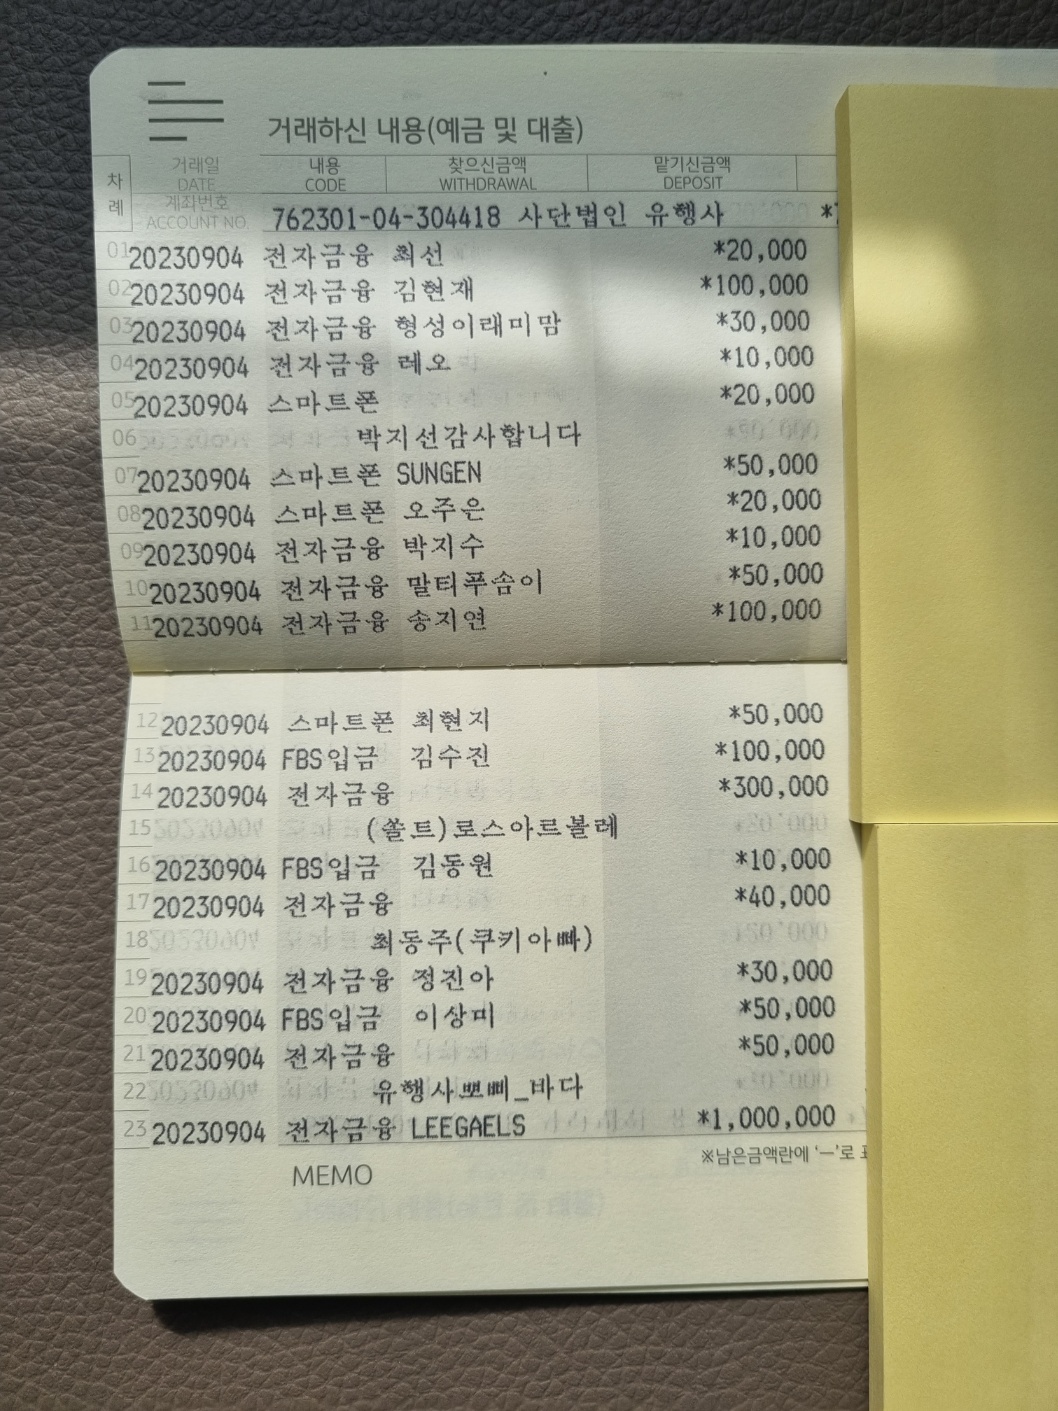 거래하신 내용(예금 및 대출)
차례 거래일 DATE 계좌번호 ACCOUNT NO. 내용 CODE 찾으신금액 WITHDRAWAL 맡기신금액 DEPOSIT
762301-04-304418 사단법인 유행사
01 20230904 전자금융 최선 *20,000
02 20230904 전자금융 김현재 *100,000
03 20230904 전자금융 형성이래미맘 *30,000
04 20230904 전자금융 레오 *10,000
05 20230904 스마트폰 *20,000
06 박지선감사합니다
07 20230904 스마트폰 SUNGEN *50,000
08 20230904 스마트폰 오주은 *20,000
09 20230904 전자금융 박지수 *10,000
10 20230904 전자금융 말티푸솜이 *50,000
11 20230904 전자금융 송지연 *100,000
12 20230904 스마트폰 최현지 *50,000
13 20230904 FBS입금 김수진 *100,000
14 20230904 전자금융 *300,000
15 (쏠트)로스아르볼레
16 20230904 FBS입금 김동원 *10,000
17 20230904 전자금융 *40,000
18 최동주(쿠키아빠)
19 20230904 전자금융 정진아 *30,000
20 20230904 FBS입금 이상미 *50,000
21 20230904 전자금융 *50,000
22 유행사뽀삐_바다
23 20230904 전자금융 LEEGAELS *1,000,000
※남은금액란에 '—'로
MEMO